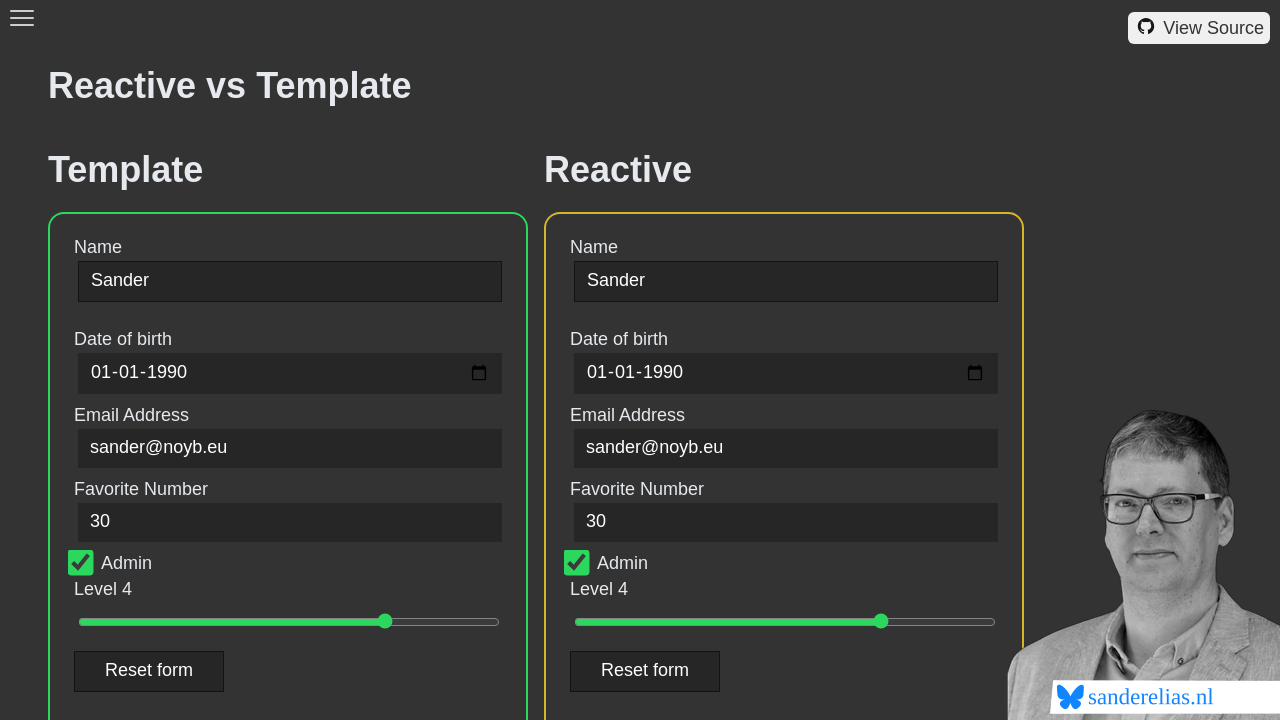 View Source
Reactive vs Template
Template
Name
Sander
Date of birth
01-01-1990
Email Address
sander@noyb.eu
Favorite Number
30
Admin
Level 4
Reset form
Reactive
Name
Sander
Date of birth
01-01-1990
Email Address
sander@noyb.eu
Favorite Number
30
Admin
Level 4
Reset form
sanderelias.nl